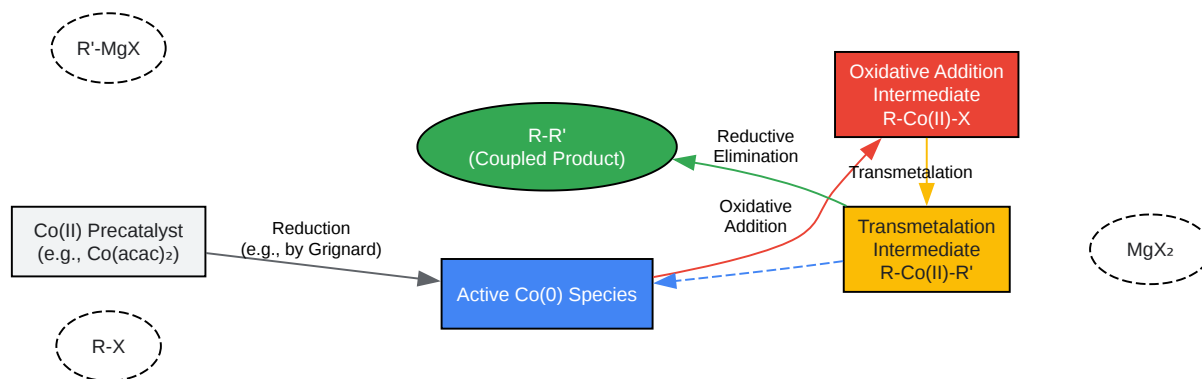 R'-MgX
Oxidative Addition
Intermediate
R-Co(II)-X
R-R'
(Coupled Product)
Reductive
Elimination
Transmetalation
Co(II) Precatalyst
(e.g., Co(acac)₂)
Reduction
(e.g., by Grignard)
Oxidative
Addition
Transmetalation
Intermediate
R-Co(II)-R'
MgX₂
Active Co(0) Species
R-X